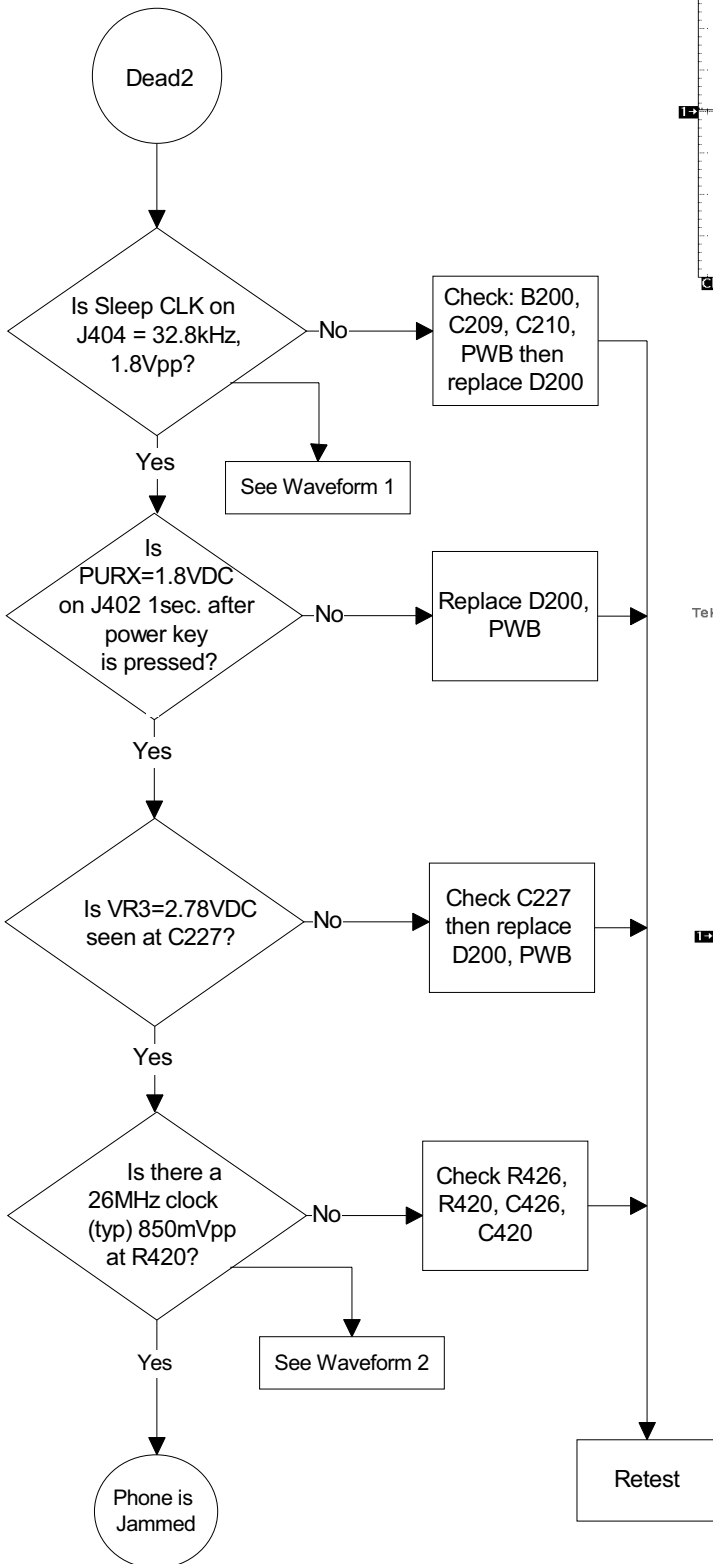 Dead2
1→
C
Is Sleep CLK on
J404 = 32.8kHz,
1.8Vpp?
No
Check: B200,
C209, C210,
PWB then
replace D200
Yes
See Waveform 1
Is
PURX=1.8VDC
on J402 1sec. after
power key
is pressed?
No
Replace D200,
PWB
Tek
Yes
Is VR3=2.78VDC
seen at C227?
No
Check C227
then replace
D200, PWB
1→
Yes
Is there a
26MHz clock
(typ) 850mVpp
at R420?
No
Check R426,
R420, C426,
C420
See Waveform 2
Yes
Phone is
Jammed
Retest